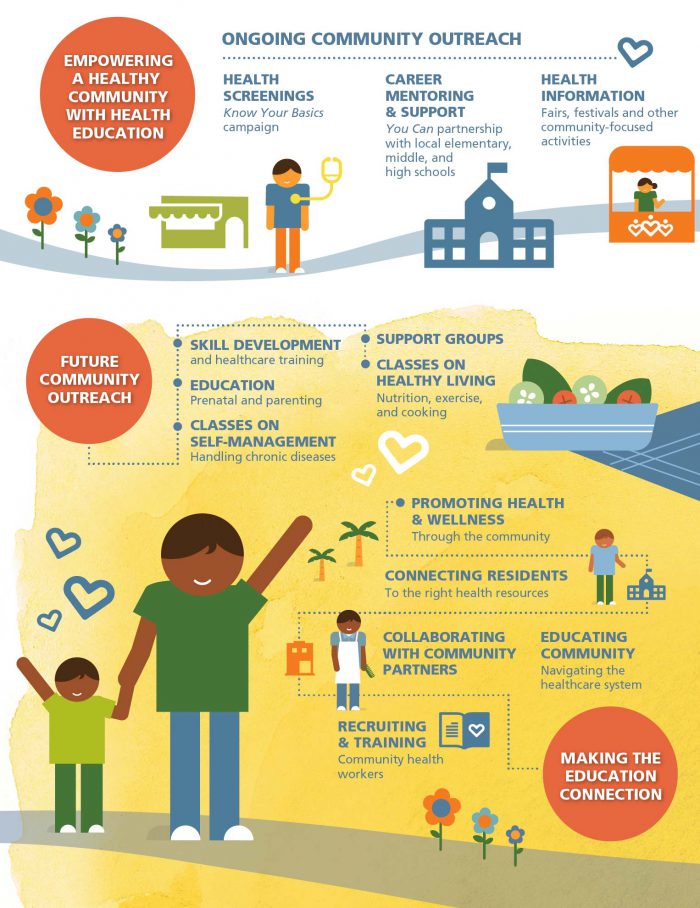 EMPOWERING
A HEALTHY
COMMUNITY
WITH HEALTH
EDUCATION
ONGOING COMMUNITY OUTREACH
HEALTH
SCREENINGS
Know Your Basics
campaign
CAREER
MENTORING
& SUPPORT
You Can partnership
with local elementary,
middle, and
high schools
HEALTH
INFORMATION
Fairs, festivals and other
community-focused
activities
FUTURE
COMMUNITY
OUTREACH
SKILL DEVELOPMENT
and healthcare training
EDUCATION
Prenatal and parenting
CLASSES ON
SELF-MANAGEMENT
Handling chronic diseases
SUPPORT GROUPS
CLASSES ON
HEALTHY LIVING
Nutrition, exercise,
and cooking
PROMOTING HEALTH
& WELLNESS
Through the community
CONNECTING RESIDENTS
To the right health resources
COLLABORATING
WITH COMMUNITY
PARTNERS
EDUCATING
COMMUNITY
Navigating the
healthcare system
RECRUITING
& TRAINING
Community health
workers
MAKING THE
EDUCATION
CONNECTION